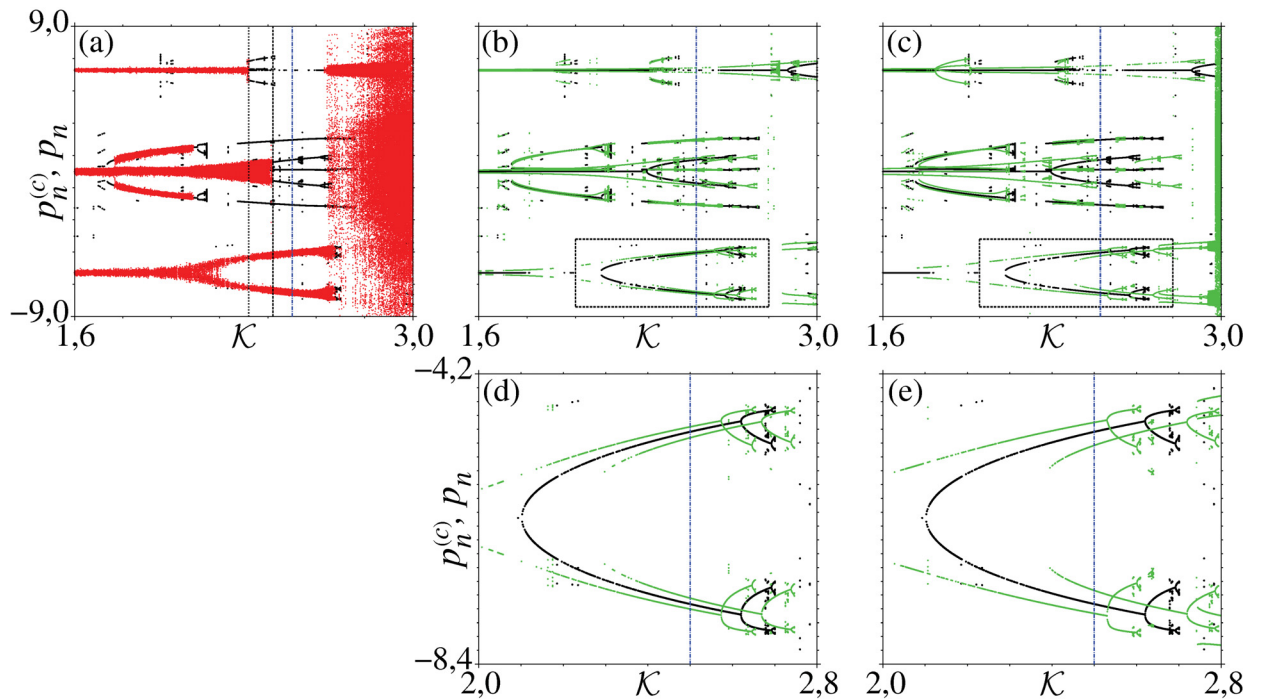 9,0
(a)
(b)
(c)
p_n^{(c)}, p_n
−9,0
1,6 𝒦 3,0
1,6 𝒦 3,0
1,6 𝒦 3,0
−4,2
(d)
(e)
p_n^{(c)}, p_n
−8,4
2,0 𝒦 2,8
2,0 𝒦 2,8